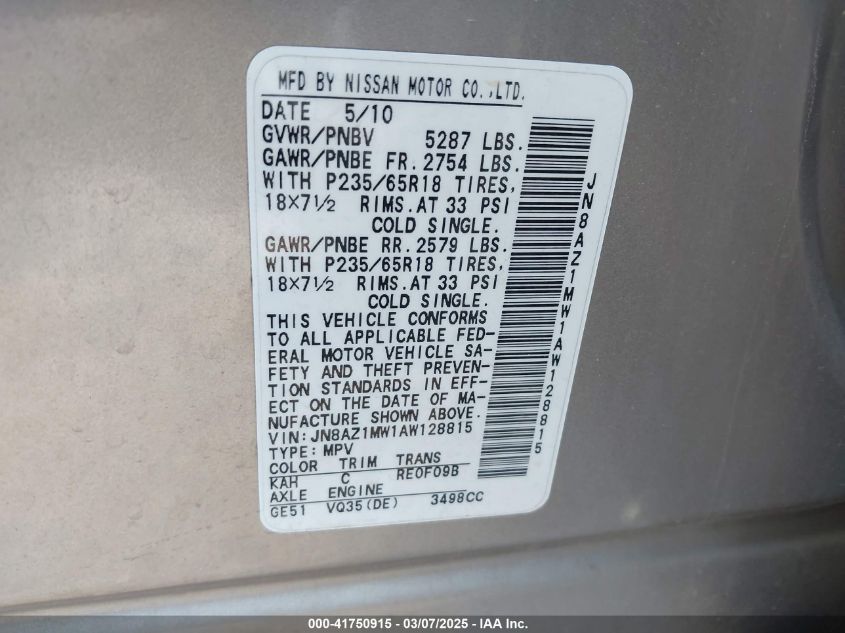 MFD BY NISSAN MOTOR CO.,LTD.
DATE 5/10
GVWR/PNBV 5287 LBS.
GAWR/PNBE FR. 2754 LBS.
WITH P235/65R18 TIRES,
18×7½ RIMS. AT 33 PSI
COLD SINGLE.
GAWR/PNBE RR. 2579 LBS.
WITH P235/65R18 TIRES,
18×7½ RIMS. AT 33 PSI
COLD SINGLE.
THIS VEHICLE CONFORMS
TO ALL APPLICABLE FED-
ERAL MOTOR VEHICLE SA-
FETY AND THEFT PREVEN-
TION STANDARDS IN EFF-
ECT ON THE DATE OF MA-
NUFACTURE SHOWN ABOVE.
VIN:JN8AZ1MW1AW128815
TYPE:MPV
COLOR TRIM TRANS
KAH C RE0F09B
AXLE ENGINE
GE51 VQ35(DE) 3498CC
JN8AZ1MW1AW128815
000-41750915 - 03/07/2025 - IAA Inc.